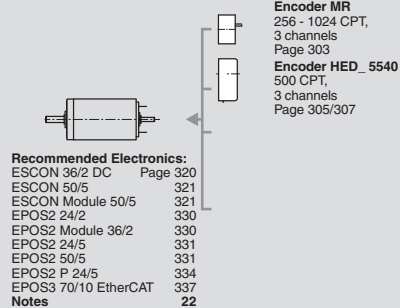 Encoder MR
256 - 1024 CPT,
3 channels
Page 303
Encoder HED_ 5540
500 CPT,
3 channels
Page 305/307
Recommended Electronics:
ESCON 36/2 DC Page 320
ESCON 50/5 321
ESCON Module 50/5 321
EPOS2 24/2 330
EPOS2 Module 36/2 330
EPOS2 24/5 331
EPOS2 50/5 331
EPOS2 P 24/5 334
EPOS3 70/10 EtherCAT 337
Notes 22